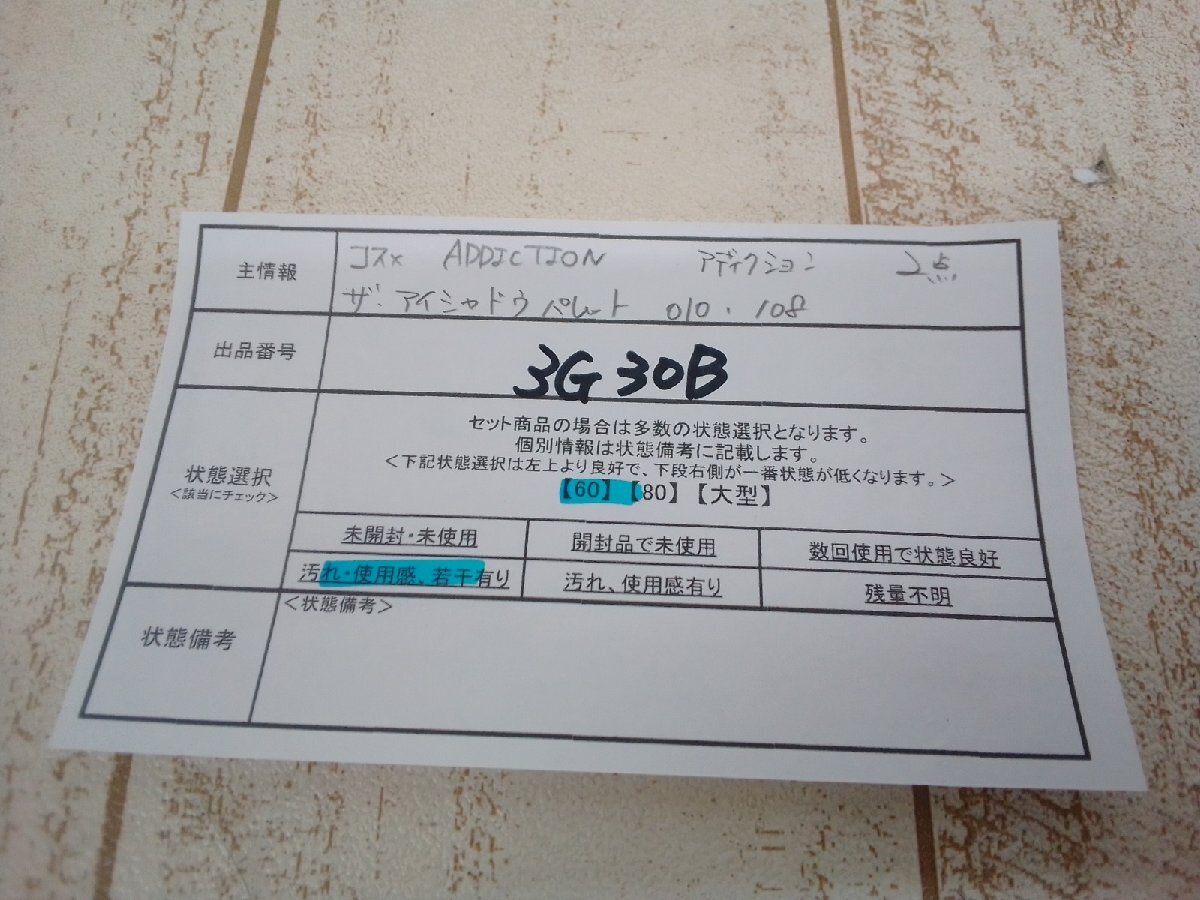 主情報
コスメ ADDICTION アディクション 2点
ザ・アイシャドウパレット 010.108
出品番号
3G30B
状態選択
<該当にチェック>
セット商品の場合は多数の状態選択となります。
個別情報は状態備考に記載します。
<下記状態選択は左上より良好で、下段右側が一番状態が低くなります。>
【60】【80】【大型】
未開封・未使用 開封品で未使用 数回使用で状態良好
汚れ・使用感、若干有り 汚れ、使用感有り 残量不明
状態備考
<状態備考>